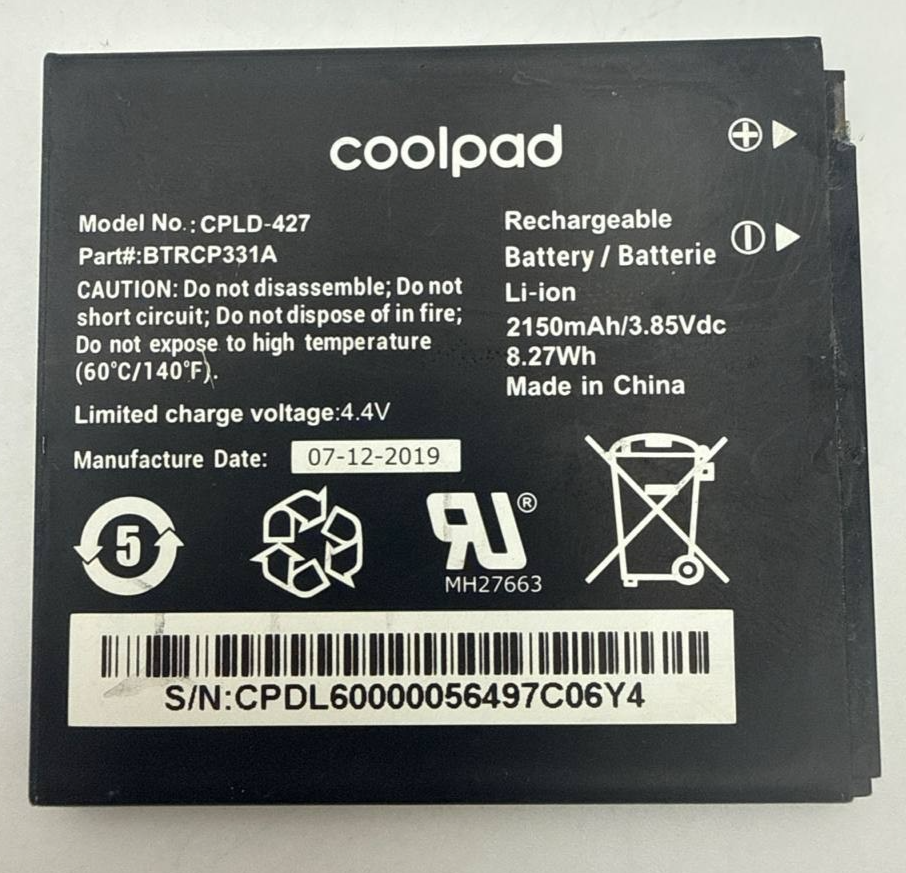 coolpad
Model No.: CPLD-427
Part#:BTRCP331A
CAUTION: Do not disassemble; Do not
short circuit; Do not dispose of in fire;
Do not expose to high temperature
(60°C/140°F).
Limited charge voltage:4.4V
Manufacture Date: 07-12-2019
Rechargeable
Battery / Batterie
Li-ion
2150mAh/3.85Vdc
8.27Wh
Made in China
5
RU®
MH27663
S/N:CPDL60000056497C06Y4